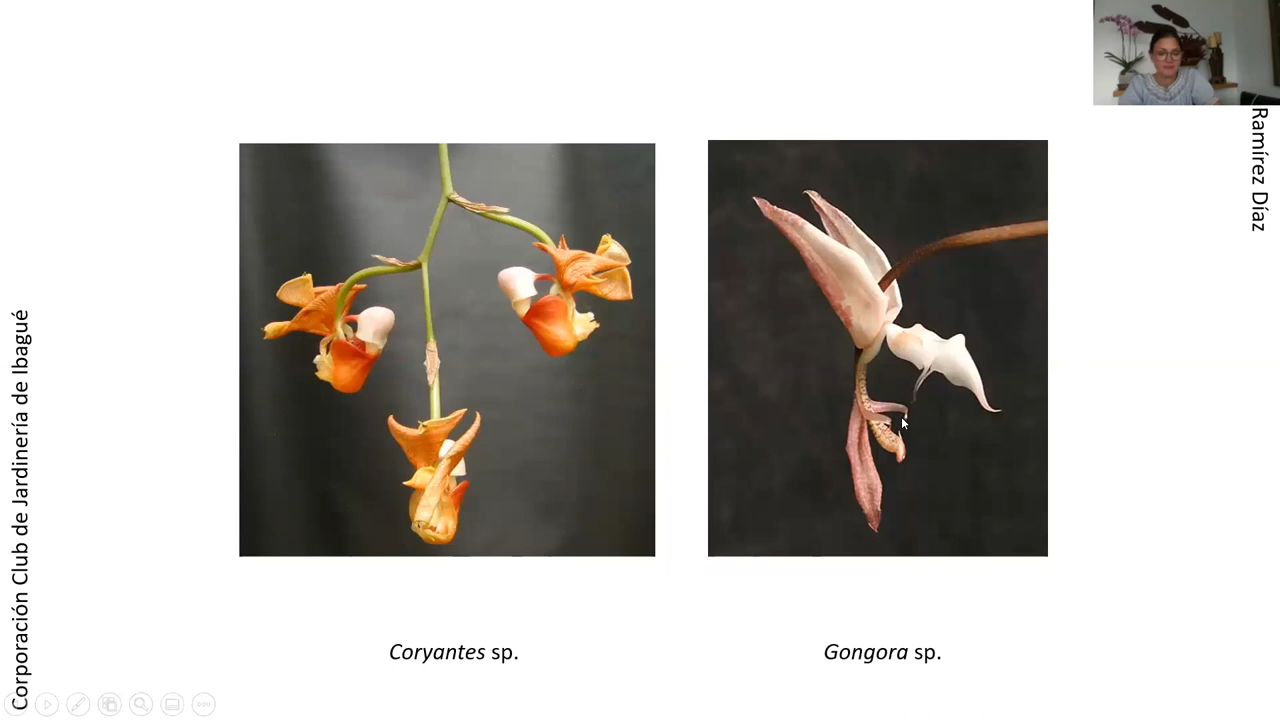 Ramírez Díaz
Corporación Club de Jardinería de Ibagué
Coryantes sp.
Gongora sp.